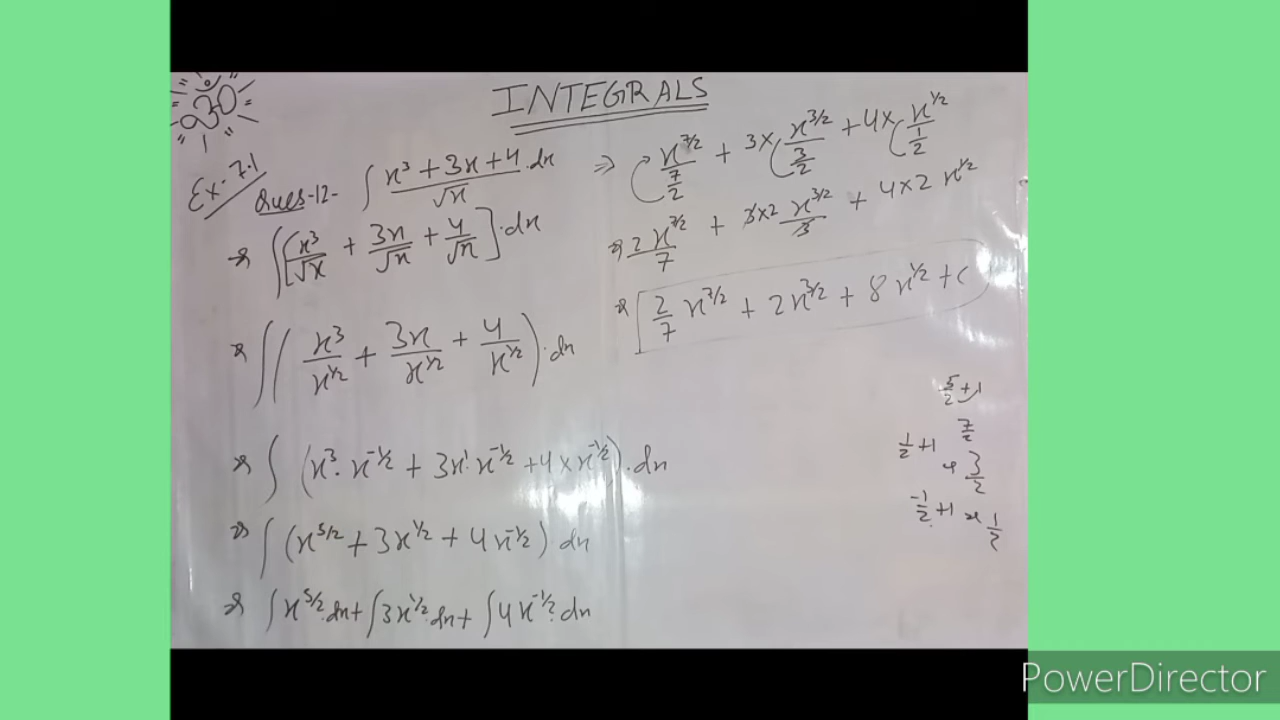 INTEGRALS
Ex-7.1
Ques-12- ∫ x³ + 3x + 4 / √x .dx
⇒ ∫ [x³/√x + 3x/√x + 4/√x] .dx
⇒ ∫ ( x³/x^1/2 + 3x/x^1/2 + 4/x^1/2 ) .dx
⇒ ∫ (x³ . x^-1/2 + 3x¹ . x^-1/2 + 4 × x^-1/2) .dx
⇒ ∫ (x^5/2 + 3x^1/2 + 4x^-1/2) dx
⇒ ∫ x^5/2 .dx + ∫ 3x^1/2 .dx + ∫ 4x^-1/2 .dx
⇒ x^7/2 / 7/2 + 3 × x^3/2 / 3/2 + 4 × x^1/2 / 1/2
⇒ 2 x^7/2 / 7 + 3×2 x^3/2 / 3 + 4×2 x^1/2
⇒ 2/7 x^7/2 + 2x^3/2 + 8x^1/2 + c
5/2 + 1
7/2
1/2 + 1
⇒ 3/2
-1/2 + 1 ⇒ 1/2
PowerDirector